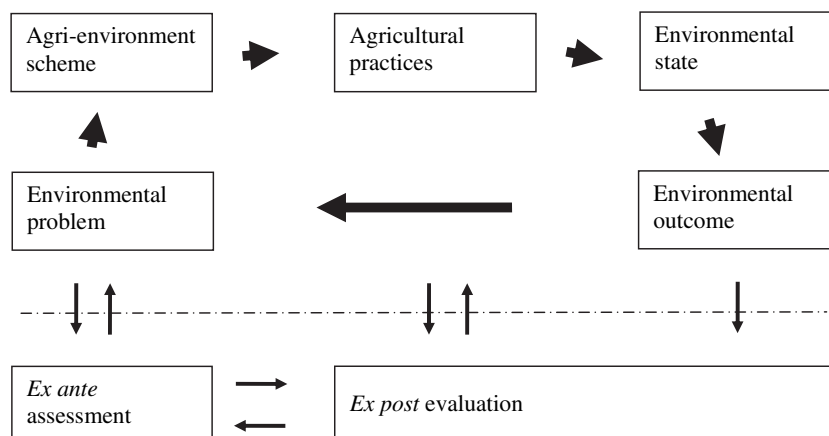 Agri-environment
scheme
Agricultural
practices
Environmental
state
Environmental
problem
Environmental
outcome
Ex ante
assessment
Ex post evaluation